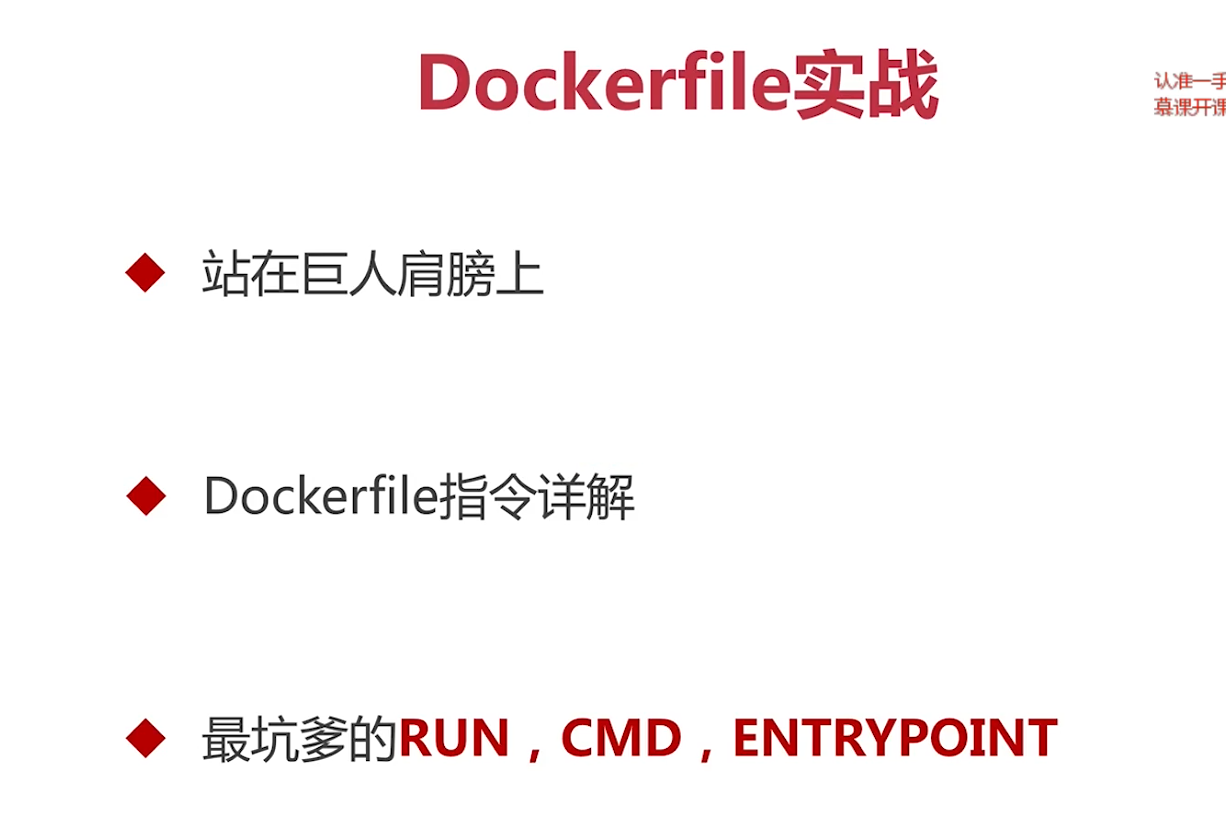 Dockerfile实战
认准一手
慕课开课
站在巨人肩膀上
Dockerfile指令详解
最坑爹的RUN，CMD，ENTRYPOINT